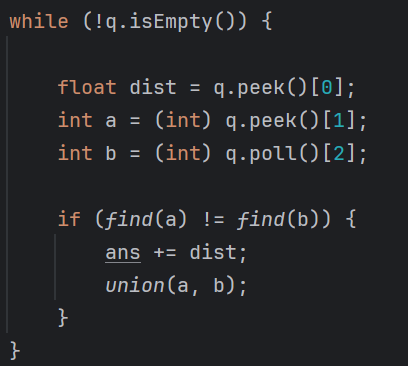 while (!q.isEmpty()) {
float dist = q.peek()[0];
int a = (int) q.peek()[1];
int b = (int) q.poll()[2];
if (find(a) != find(b)) {
ans += dist;
union(a, b);
}
}